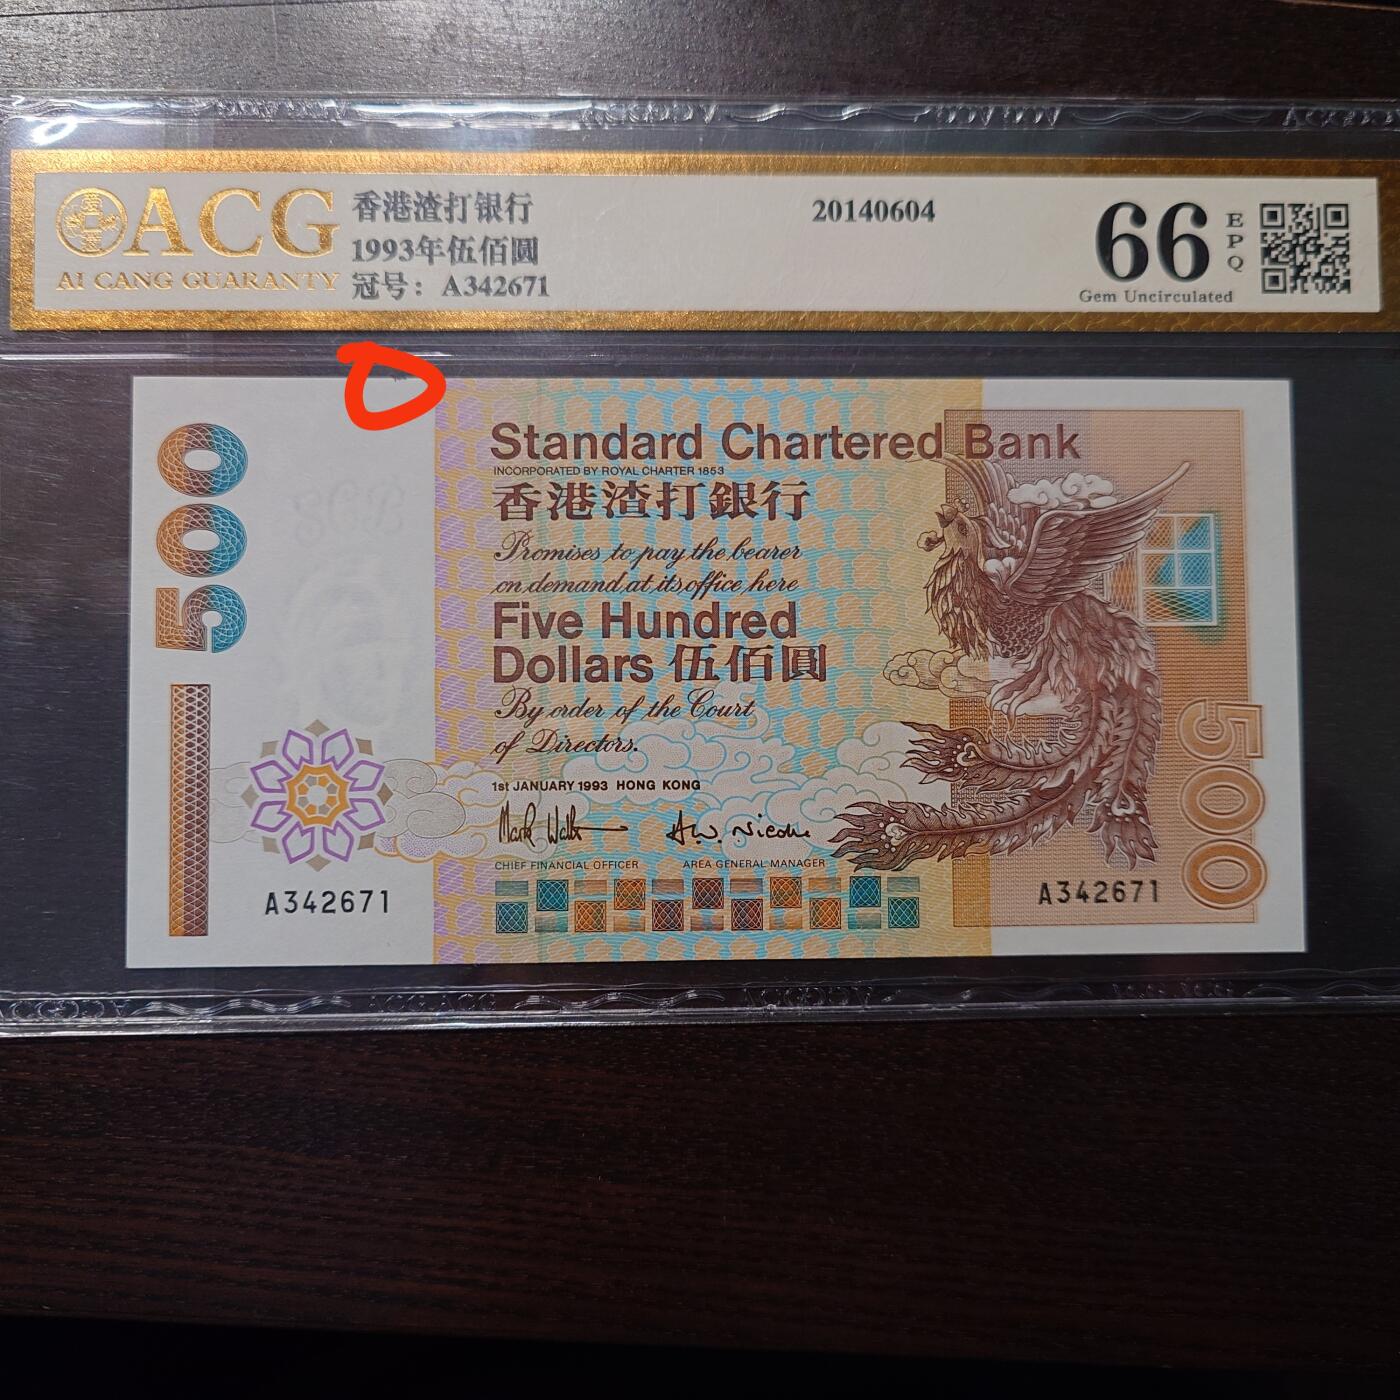 ACG
AI CANG GUARANTY
香港渣打银行
1993年伍佰圆
冠号：A342671
20140604
66
EPQ
Gem Uncirculated
500
Standard Chartered Bank
INCORPORATED BY ROYAL CHARTER 1853
香港渣打銀行
Promises to pay the bearer
on demand at its office here
Five Hundred
Dollars 伍佰圓
By order of the Court
of Directors.
1st JANUARY 1993 HONG KONG
CHIEF FINANCIAL OFFICER
AREA GENERAL MANAGER
A342671
A342671
500
ACG ACG